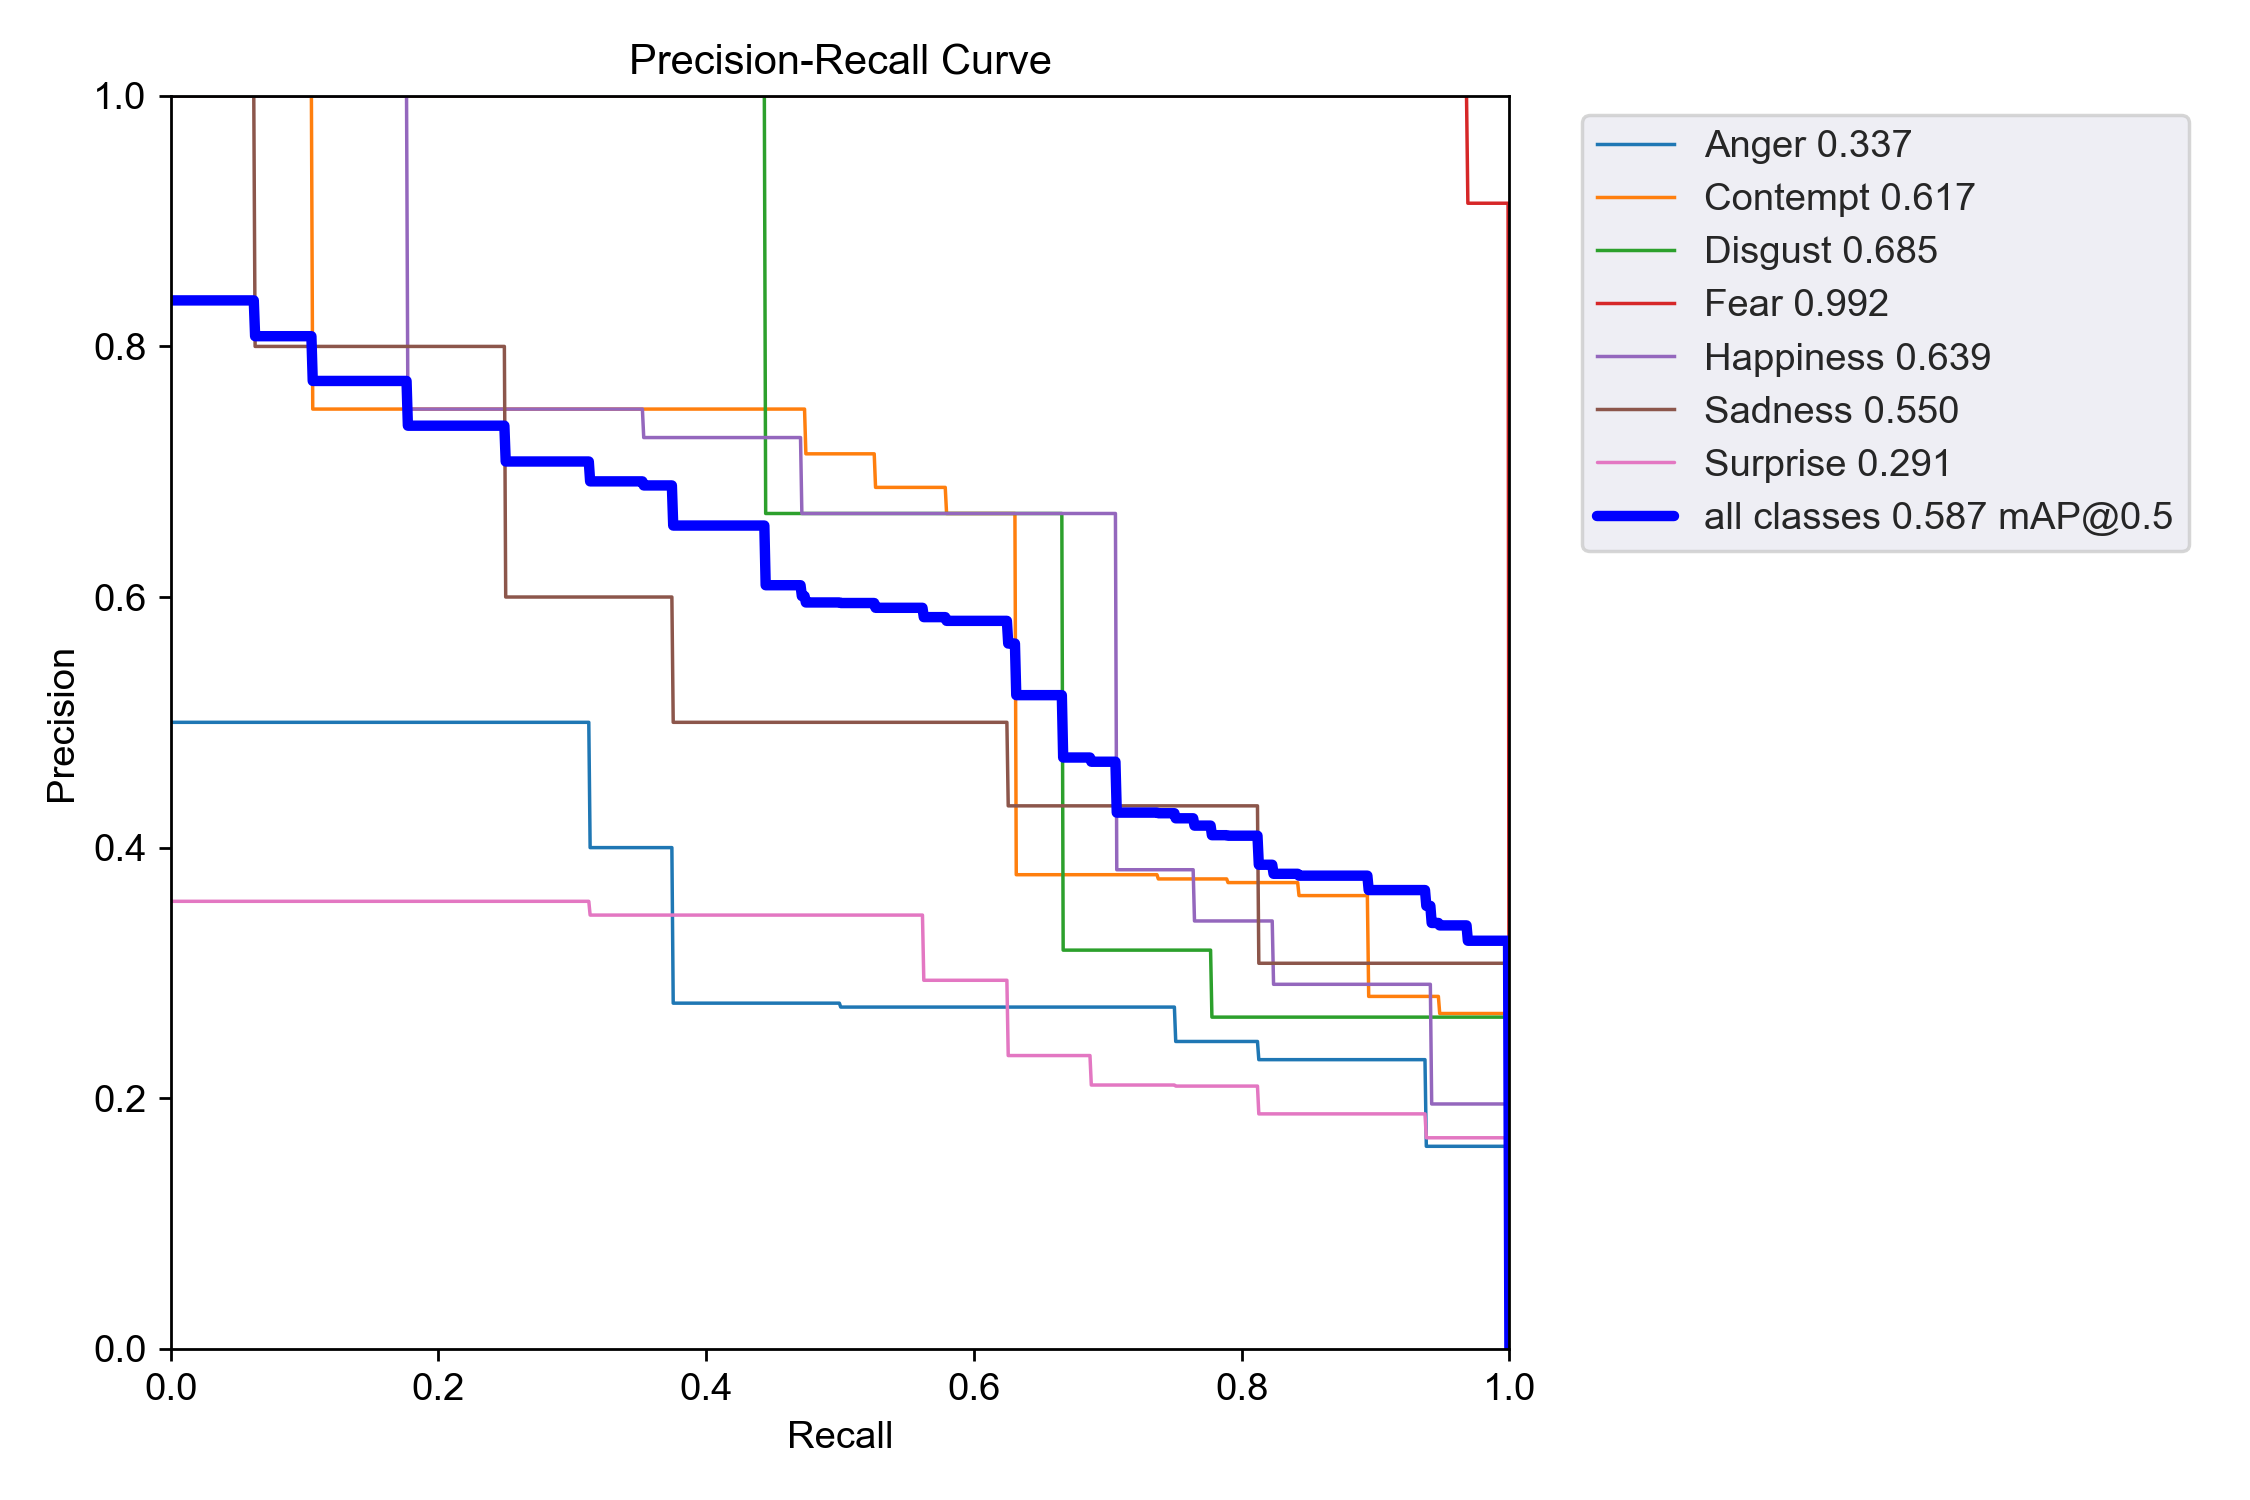 Precision-Recall Curve
1.0
0.8
0.6
0.4
0.2
0.0
Precision
0.0 0.2 0.4 0.6 0.8 1.0
Recall
Anger 0.337
Contempt 0.617
Disgust 0.685
Fear 0.992
Happiness 0.639
Sadness 0.550
Surprise 0.291
all classes 0.587 mAP@0.5